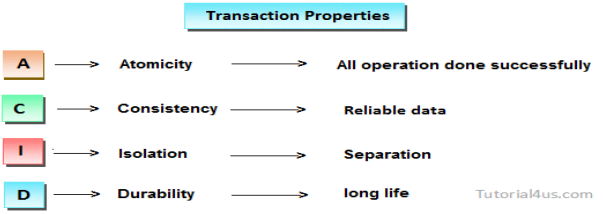 Transaction Properties
A Atomicity All operation done successfully
C Consistency Reliable data
I Isolation Separation
D Durability long life
Tutorial4us.com